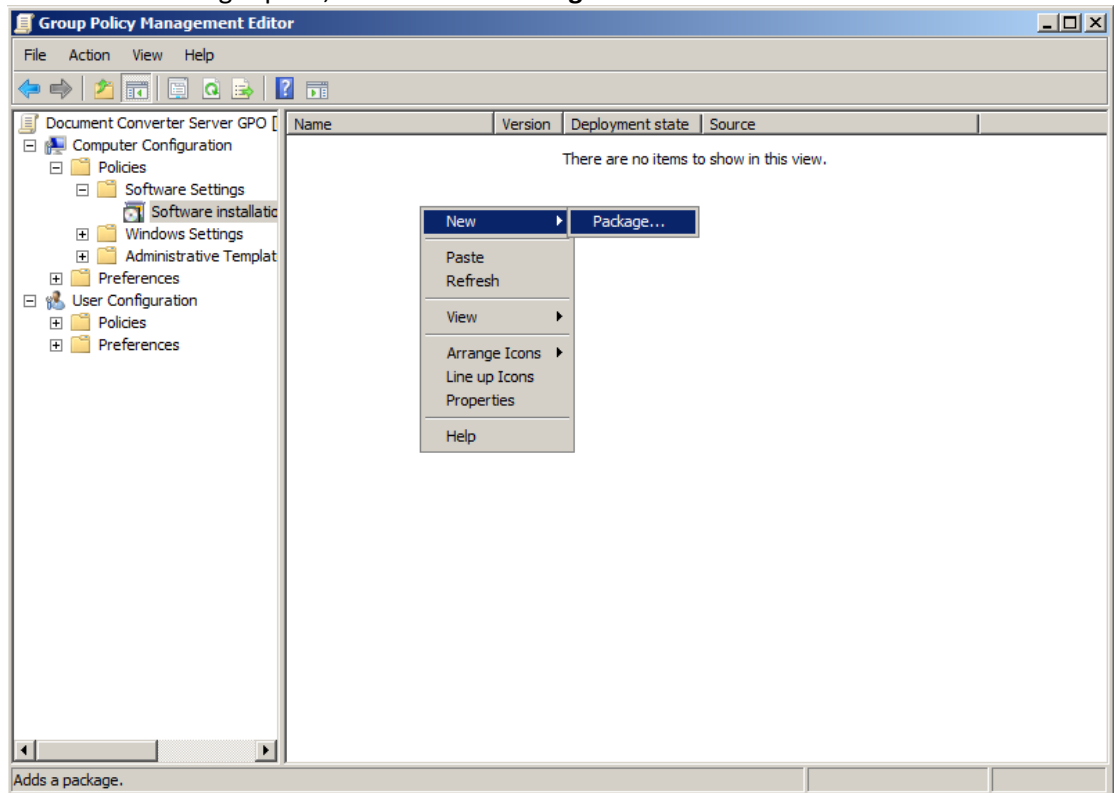 Group Policy Management Editor
File Action View Help
Document Converter Server GPO [
Name Version Deployment state Source
Computer Configuration
There are no items to show in this view.
Policies
Software Settings
Software installatic
New Package...
Windows Settings
Administrative Templat
Paste
Preferences
Refresh
User Configuration
Policies
View
Preferences
Arrange Icons
Line up Icons
Properties
Help
Adds a package.